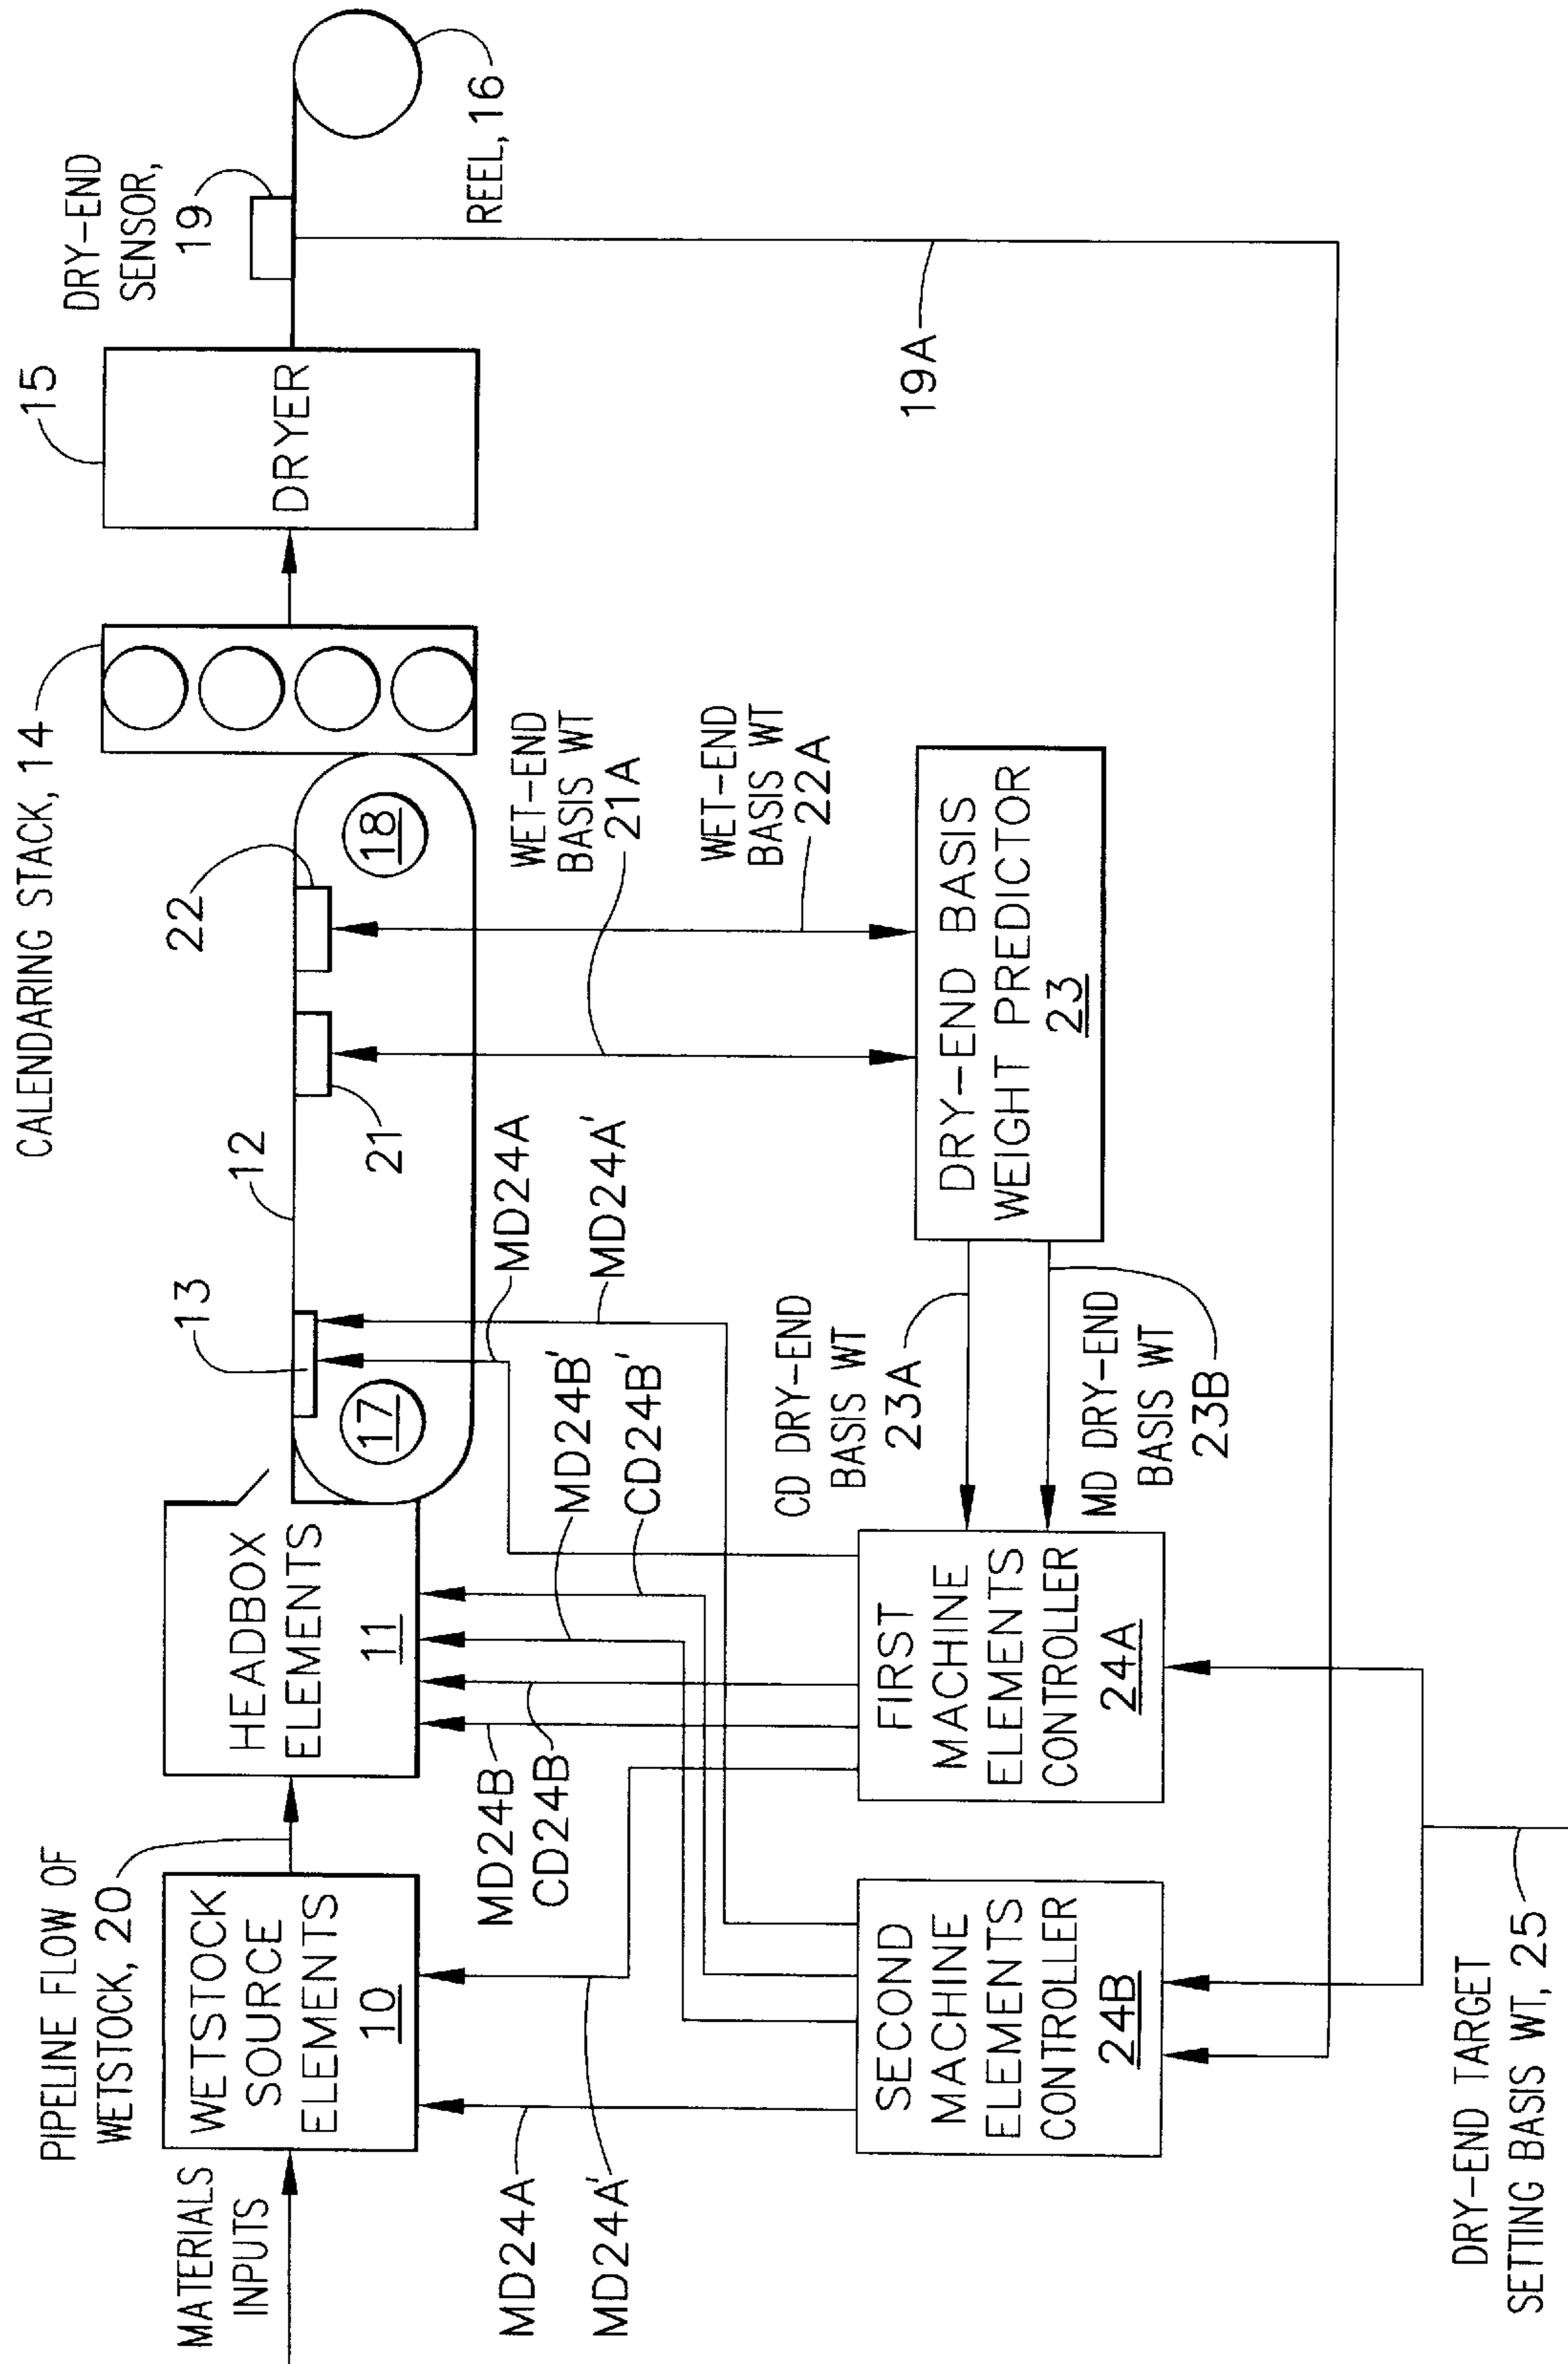 MATERIALS
INPUTS
PIPELINE FLOW OF
WETSTOCK, 20
WETSTOCK
SOURCE
ELEMENTS
10
HEADBOX
ELEMENTS
11
13
17
12
21
22
18
CALENDARING STACK, 14
15
DRYER
DRY-END
SENSOR,
19
REEL, 16
MD24A
MD24A'
MD24B
CD24B
MD24B'
CD24B'
MD24A
MD24A'
WET-END
BASIS WT
21A
WET-END
BASIS WT
22A
19A
SECOND
MACHINE
ELEMENTS
CONTROLLER
24B
FIRST
MACHINE
ELEMENTS
CONTROLLER
24A
CD DRY-END
BASIS WT
23A
MD DRY-END
BASIS WT
23B
DRY-END BASIS
WEIGHT PREDICTOR
23
DRY-END TARGET
SETTING BASIS WT, 25